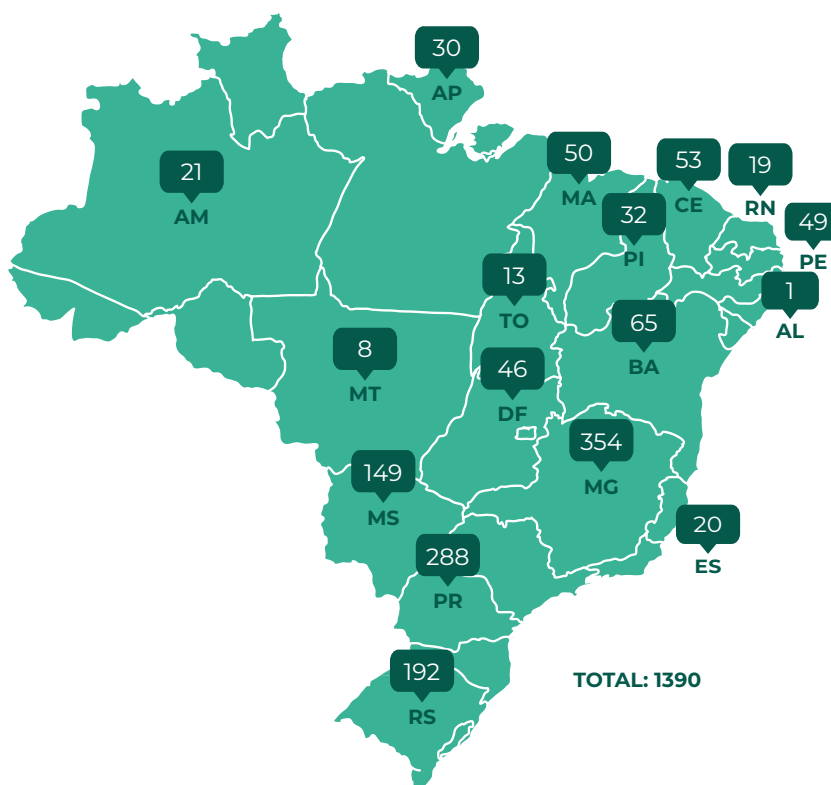 30
AP
50
MA
53
CE
19
RN
21
AM
32
PI
49
PE
13
TO
1
AL
65
BA
8
MT
46
DF
354
MG
149
MS
20
ES
288
PR
192
RS
TOTAL: 1390